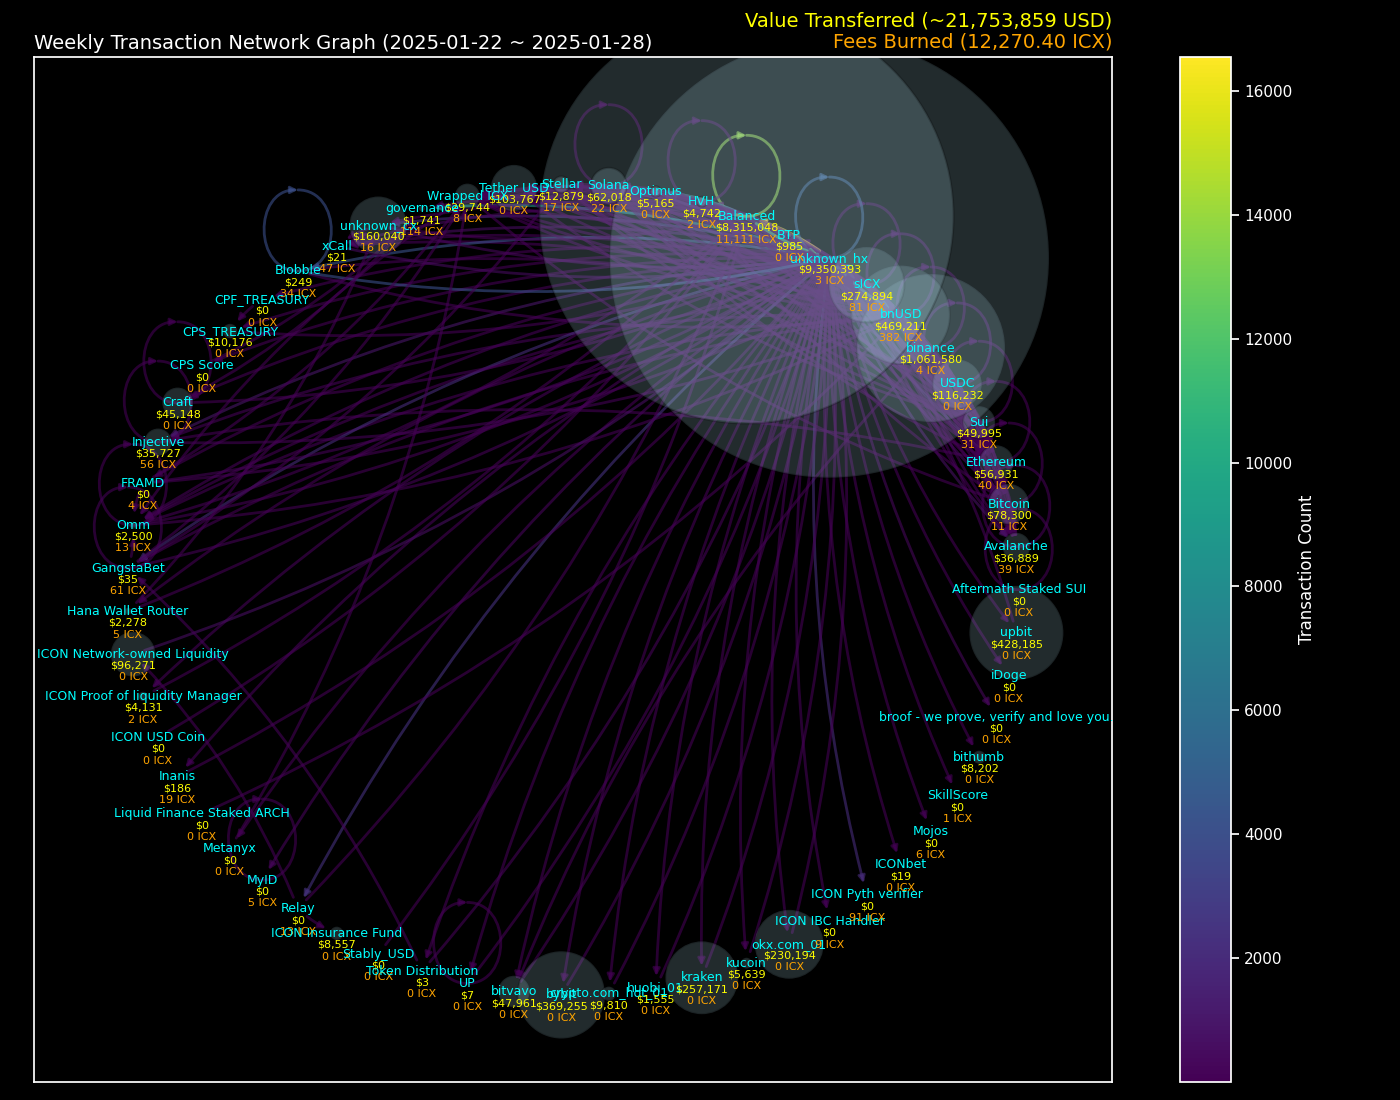 Value Transferred (~21,753,859 USD)
Weekly Transaction Network Graph (2025-01-22 ~ 2025-01-28)
Fees Burned (12,270.40 ICX)
Stellar
$12,879
17 ICX
Solana
$62,018
22 ICX
Optimus
$5,165
0 ICX
HVH
$4,742
2 ICX
Balanced
$8,315,048
11,111 ICX
BTP
$985
0 ICX
unknown_hx
$9,350,393
3 ICX
sICX
$274,894
81 ICX
bnUSD
$469,211
382 ICX
binance
$1,061,580
4 ICX
USDC
$116,232
0 ICX
Sui
$49,995
31 ICX
Ethereum
$56,931
40 ICX
Bitcoin
$78,300
11 ICX
Avalanche
$36,889
39 ICX
Aftermath Staked SUI
$0
0 ICX
upbit
$428,185
0 ICX
iDoge
$0
0 ICX
broof - we prove, verify and love you
$0
0 ICX
bithumb
$8,202
0 ICX
SkillScore
$0
1 ICX
Mojos
$0
6 ICX
ICONbet
$19
0 ICX
ICON Pyth verifier
$0
91 ICX
ICON IBC Handler
$0
ICX
okx.com_01
$230,194
0 ICX
kucoin
$5,639
0 ICX
kraken
$257,171
0 ICX
huobi_01
$1,555
0 ICX
$9,810
0 ICX
bybit
$369,255
0 ICX
bitvavo
$47,961
0 ICX
UP
$7
0 ICX
Token Distribution
$3
0 ICX
Stably_USD
$0
0 ICX
ICON Insurance Fund
$8,557
0 ICX
Relay
$0
ICX
MyID
$0
5 ICX
Metanyx
$0
0 ICX
Liquid Finance Staked ARCH
$0
0 ICX
Inanis
$186
19 ICX
ICON USD Coin
$0
0 ICX
ICON Proof of liquidity Manager
$4,131
2 ICX
ICON Network-owned Liquidity
$96,271
0 ICX
Hana Wallet Router
$2,278
5 ICX
GangstaBet
$35
61 ICX
Omm
$2,500
13 ICX
FRAMD
$0
4 ICX
Injective
$35,727
56 ICX
Craft
$45,148
0 ICX
CPS Score
$0
0 ICX
CPS_TREASURY
$10,176
0 ICX
CPF_TREASURY
$0
0 ICX
Blobble
$249
34 ICX
xCall
$21
47 ICX
unknown_cx
$160,040
16 ICX
governance
$1,741
ICX
Wrapped
8 ICX
Tether USD
$103,767
0 ICX
16000
14000
12000
10000
8000
6000
4000
2000
Transaction Count